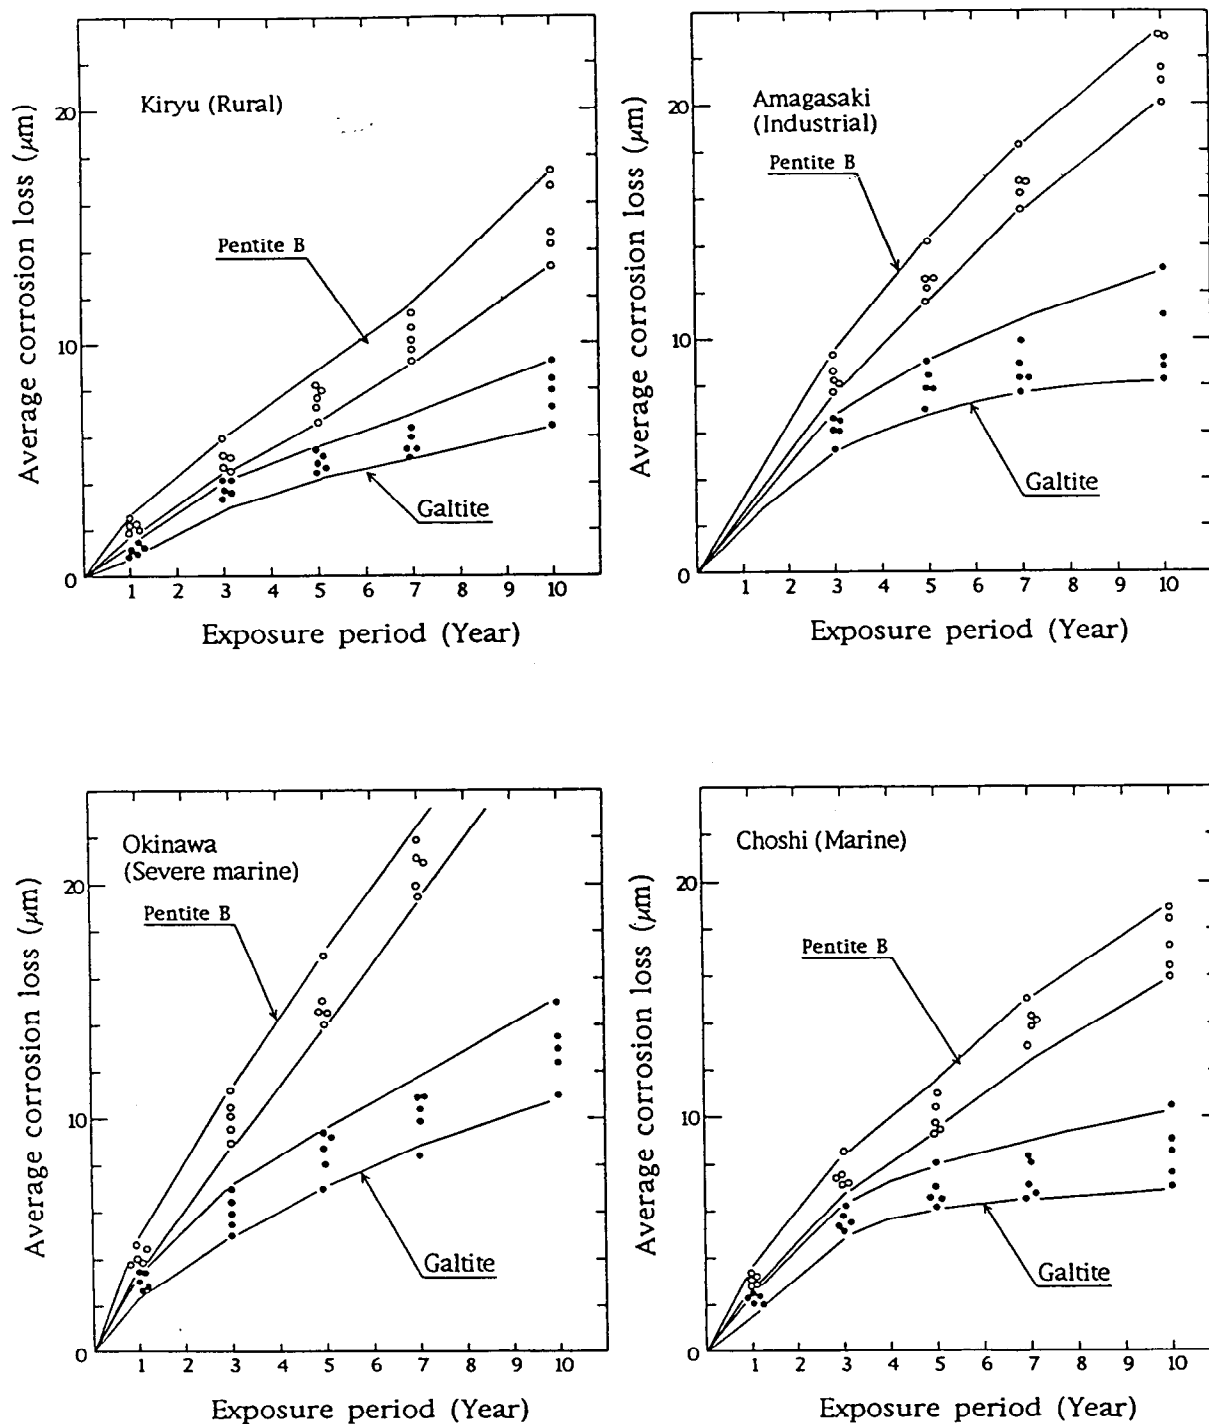 Average corrosion loss (μm)
20
10
0
Kiryu (Rural)
Pentite B
Galtite
1 2 3 4 5 6 7 8 9 10
Exposure period (Year)
Average corrosion loss (μm)
20
10
0
Amagasaki
(Industrial)
Pentite B
Galtite
1 2 3 4 5 6 7 8 9 10
Exposure period (Year)
Average corrosion loss (μm)
20
10
0
Okinawa
(Severe marine)
Pentite B
Galtite
1 2 3 4 5 6 7 8 9 10
Exposure period (Year)
Average corrosion loss (μm)
20
10
0
Choshi (Marine)
Pentite B
Galtite
1 2 3 4 5 6 7 8 9 10
Exposure period (Year)